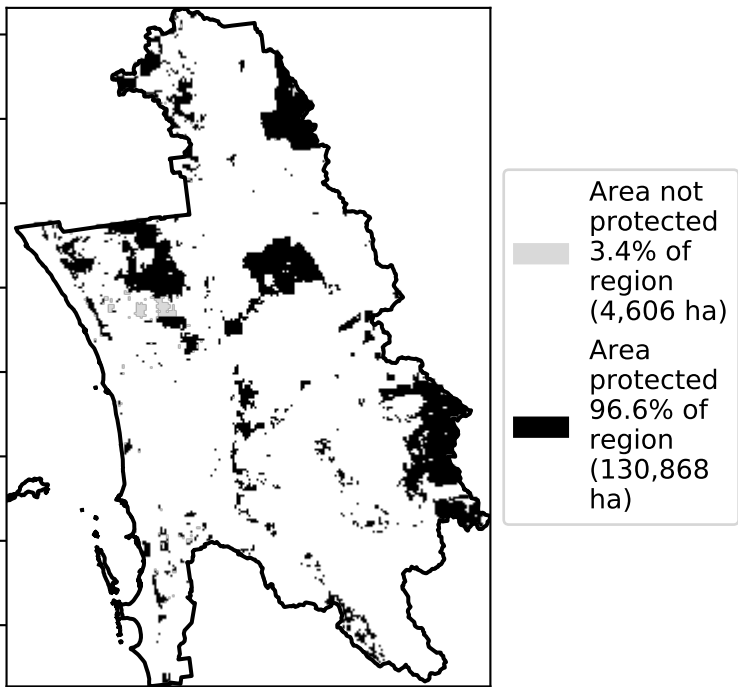 Area not
protected
3.4% of
region
(4,606 ha)
Area
protected
96.6% of
region
(130,868
ha)